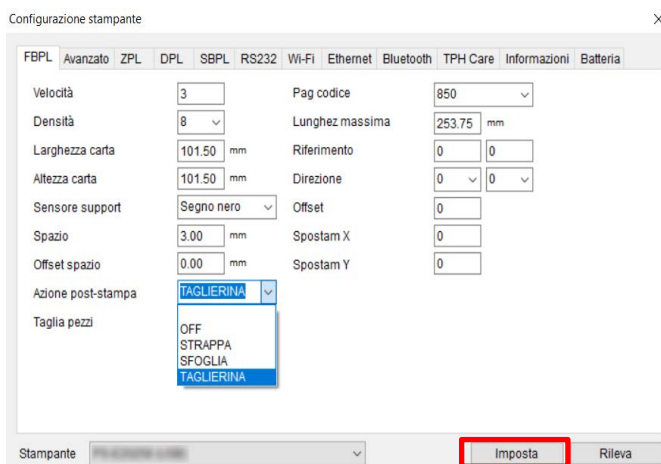 Configurazione stampante
FBPL Avanzato ZPL DPL SBPL RS232 Wi-Fi Ethernet Bluetooth TPH Care Informazioni Batteria
Velocità 3 Pag codice 850
Densità 8 Lunghez massima 253.75 mm
Larghezza carta 101.50 mm Riferimento 0 0
Altezza carta 101.50 mm Direzione 0 0
Sensore support Segno nero Offset 0
Spazio 3.00 mm Spostam X 0
Offset spazio 0.00 mm Spostam Y 0
Azione post-stampa TAGLIERINA
Taglia pezzi
OFF
STRAPPA
SFOGLIA
TAGLIERINA
Stampante Imposta Rileva